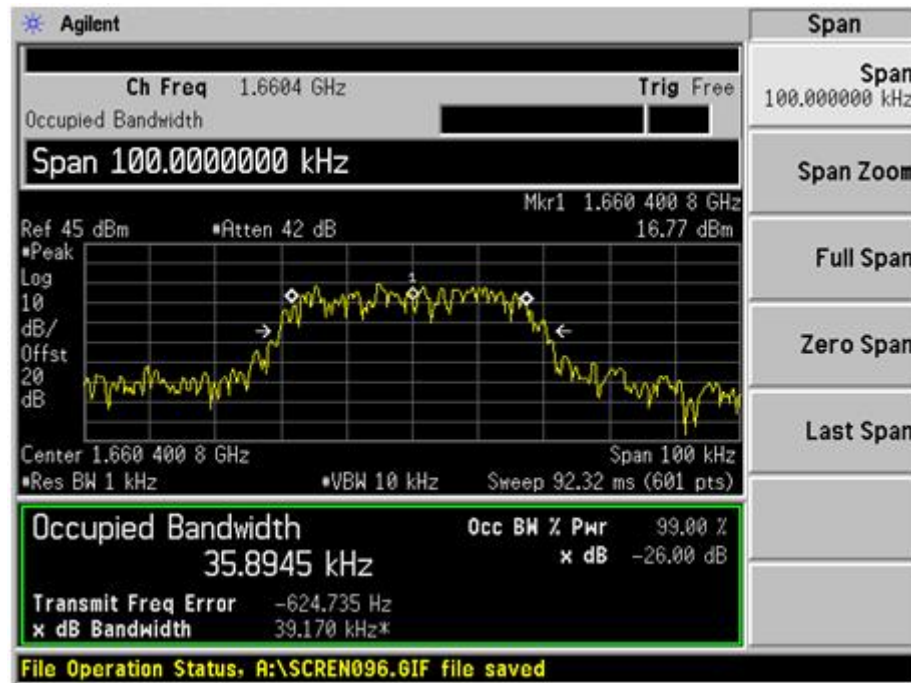 Agilent
Span
Ch Freq 1.6604 GHz Trig Free
Occupied Bandwidth
Span 100.0000000 kHz
Mkr1 1.660 400 8 GHz
Ref 45 dBm *Atten 42 dB 16.77 dBm
*Peak
Log
10
dB/
Offst
20
dB
1
Center 1.660 400 8 GHz Span 100 kHz
*Res BW 1 kHz *VBW 10 kHz Sweep 92.32 ms (601 pts)
Occupied Bandwidth
35.8945 kHz
Occ BW % Pwr 99.00 %
x dB -26.00 dB
Transmit Freq Error -624.735 Hz
x dB Bandwidth 39.170 kHz*
File Operation Status, A:\SCREN096.GIF file saved
Span
100.000000 kHz
Span Zoom
Full Span
Zero Span
Last Span